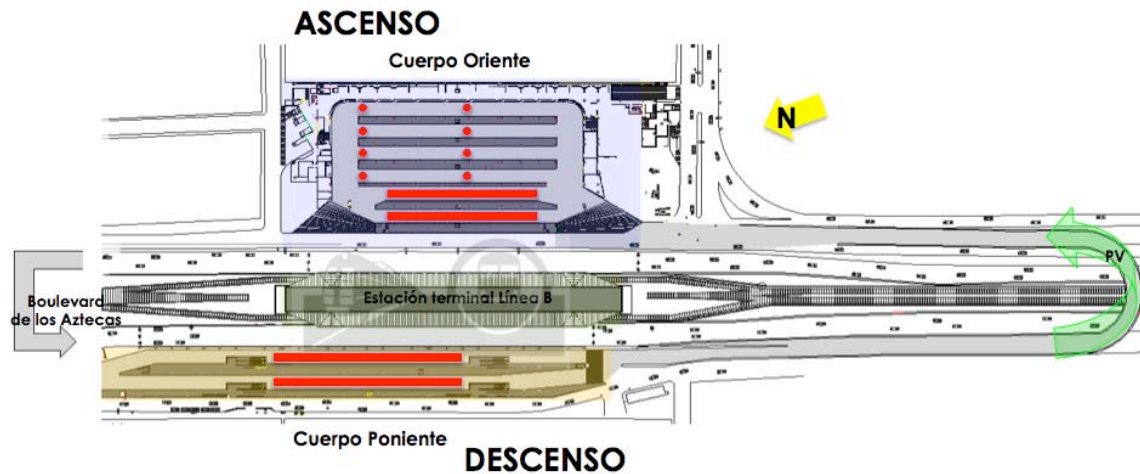 ASCENSO
Cuerpo Oriente
N
PV
Boulevard
de los Aztecas
Estación terminal Línea B
Cuerpo Poniente
DESCENSO